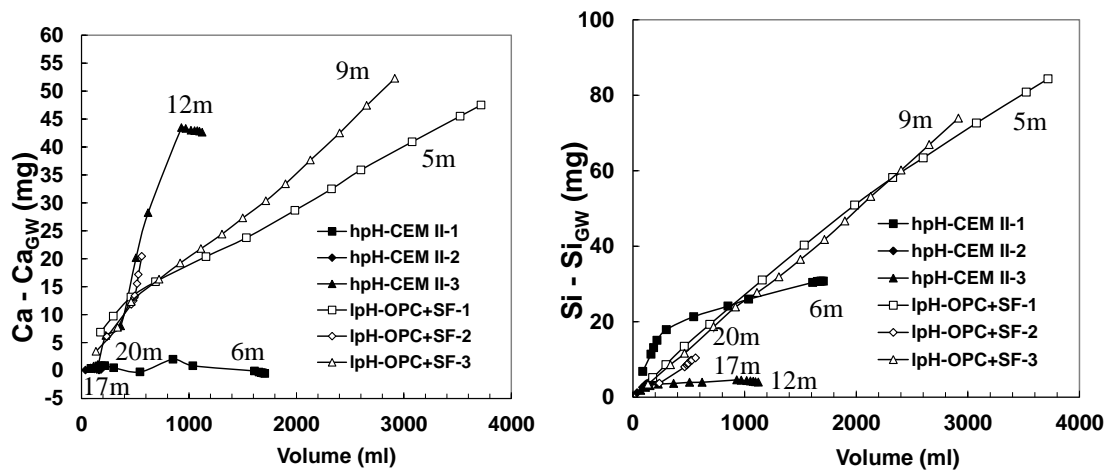 60
55
50
45
40
35
30
25
20
15
10
5
0
-5
Ca - Ca_GW (mg)
12m
9m
5m
20m
6m
17m
hpH-CEM II-1
hpH-CEM II-2
hpH-CEM II-3
lpH-OPC+SF-1
lpH-OPC+SF-2
lpH-OPC+SF-3
0 1000 2000 3000 4000
Volume (ml)
100
80
60
40
20
0
Si - Si_GW (mg)
9m
5m
6m
20m
17m
12m
hpH-CEM II-1
hpH-CEM II-2
hpH-CEM II-3
lpH-OPC+SF-1
lpH-OPC+SF-2
lpH-OPC+SF-3
0 1000 2000 3000 4000
Volume (ml)